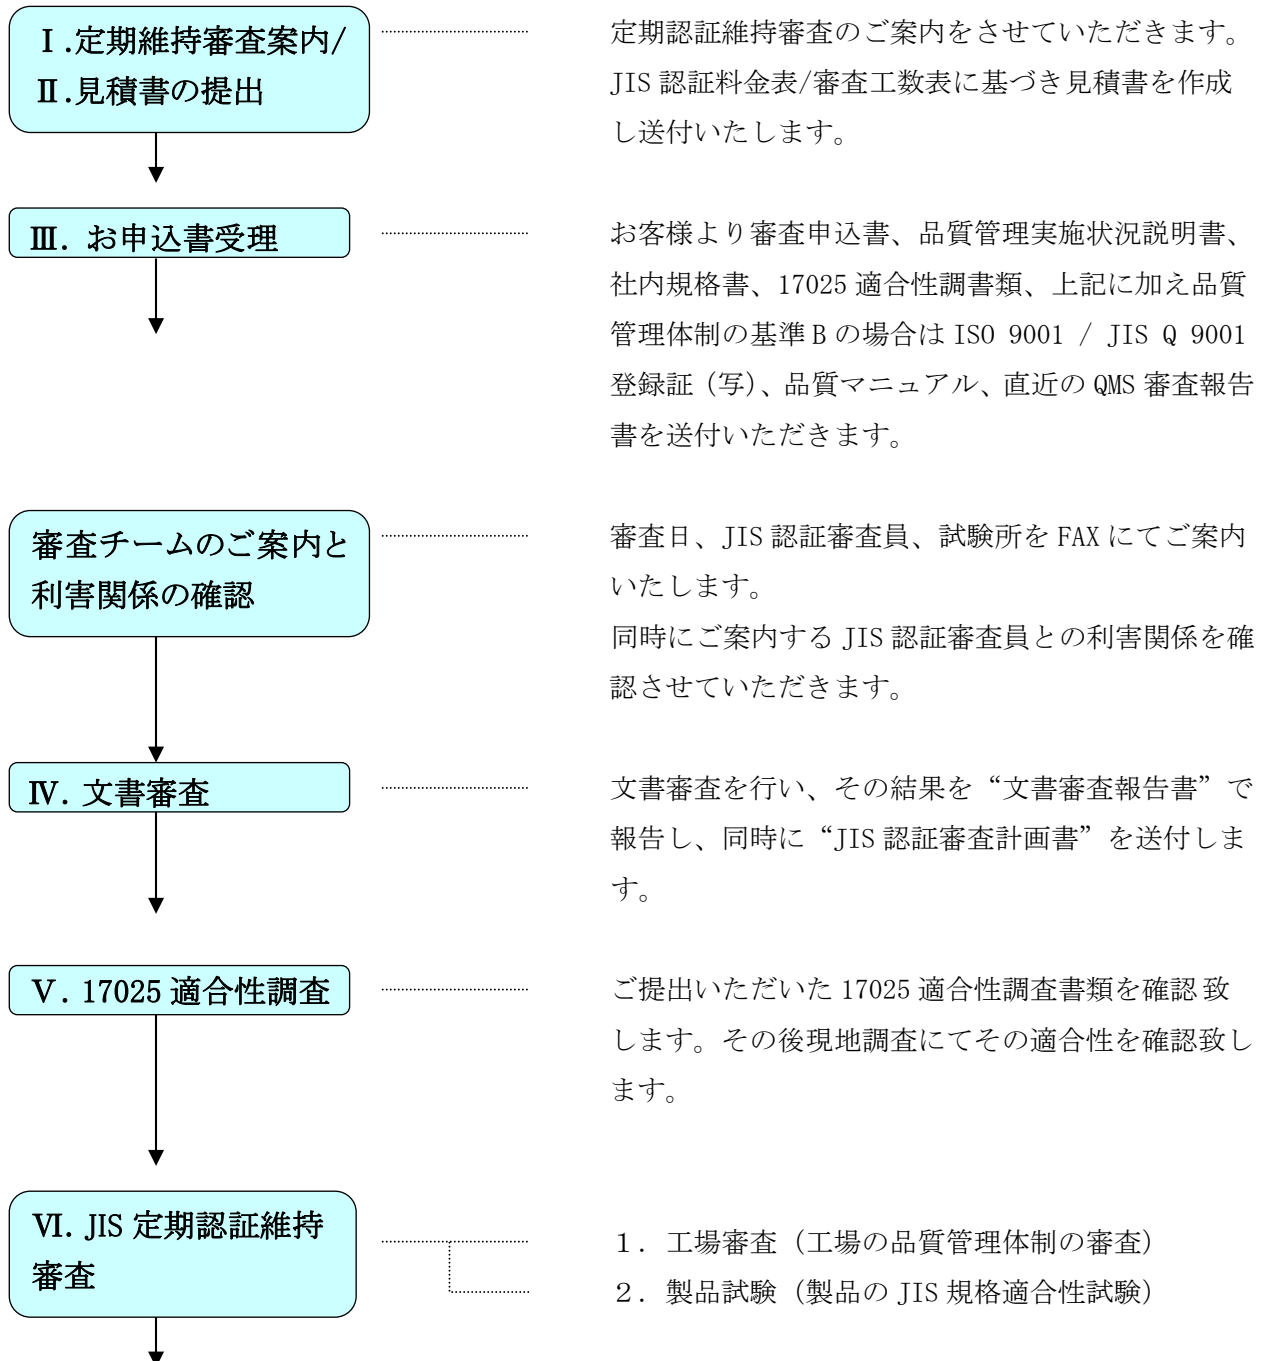 Ⅰ.定期維持審査案内/
Ⅱ.見積書の提出
定期認証維持審査のご案内をさせていただきます。
JIS 認証料金表/審査工数表に基づき見積書を作成
し送付いたします。
Ⅲ. お申込書受理
お客様より審査申込書、品質管理実施状況説明書、
社内規格書、17025 適合性調書類、上記に加え品質
管理体制の基準 B の場合は ISO 9001 / JIS Q 9001
登録証（写）、品質マニュアル、直近の QMS 審査報告
書を送付いただきます。
審査チームのご案内と
利害関係の確認
審査日、JIS 認証審査員、試験所を FAX にてご案内
いたします。
同時にご案内する JIS 認証審査員との利害関係を確
認させていただきます。
Ⅳ. 文書審査
文書審査を行い、その結果を“文書審査報告書”で
報告し、同時に“JIS 認証審査計画書”を送付しま
す。
Ⅴ. 17025 適合性調査
ご提出いただいた 17025 適合性調査書類を確認 致
します。その後現地調査にてその適合性を確認致し
ます。
Ⅵ. JIS 定期認証維持
審査
１．工場審査（工場の品質管理体制の審査）
２．製品試験（製品の JIS 規格適合性試験）